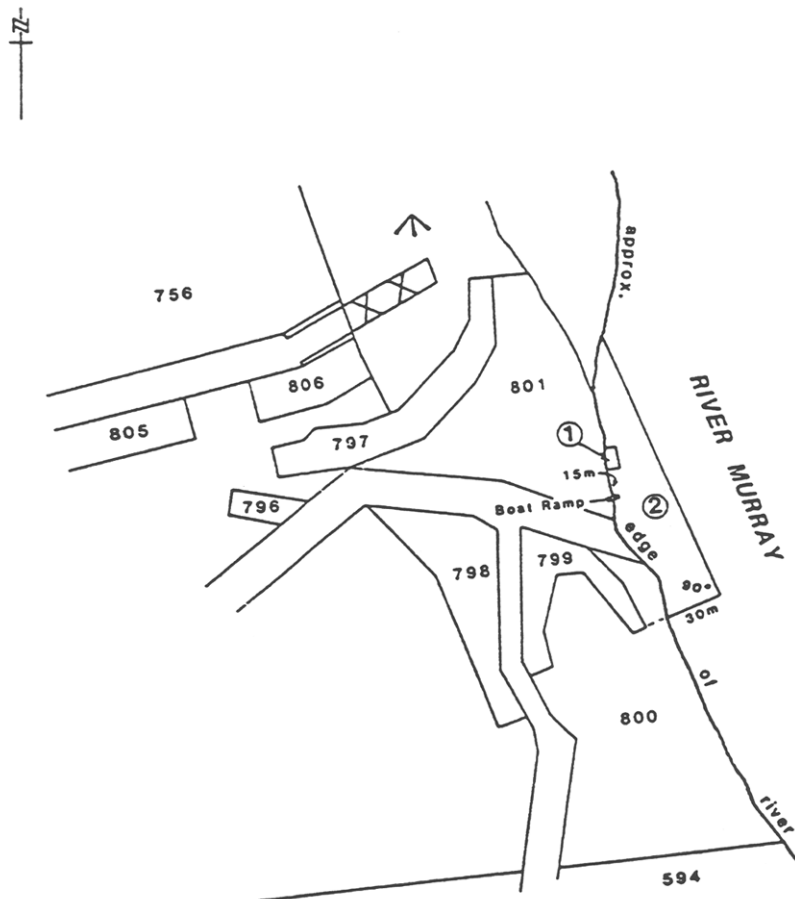 N
approx.
756
RIVER MURRAY
806
801
805
797
1
15m
Boat Ramp
796
2
edge
798
799
90°
30m
of
800
river
594